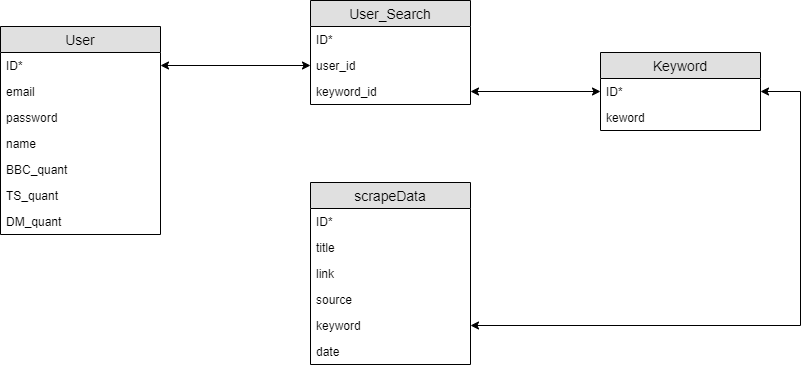 User
ID*
email
password
name
BBC_quant
TS_quant
DM_quant
User_Search
ID*
user_id
keyword_id
Keyword
ID*
keword
scrapeData
ID*
title
link
source
keyword
date